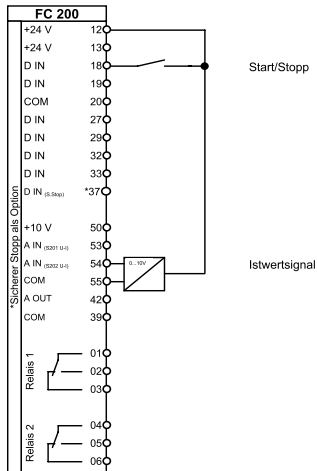 FC 200
+24 V 12
+24 V 13
D IN 18
Start/Stopp
D IN 19
COM 20
D IN 27
D IN 29
D IN 32
D IN 33
D IN (S.Stop) *37
*Sicherer Stopp als Option
+10 V 50
A IN (S201 U-I) 53
A IN (S202 U-I) 54
0...10V
Istwertsignal
COM 55
A OUT 42
COM 39
Relais 1
01
02
03
Relais 2
04
05
06